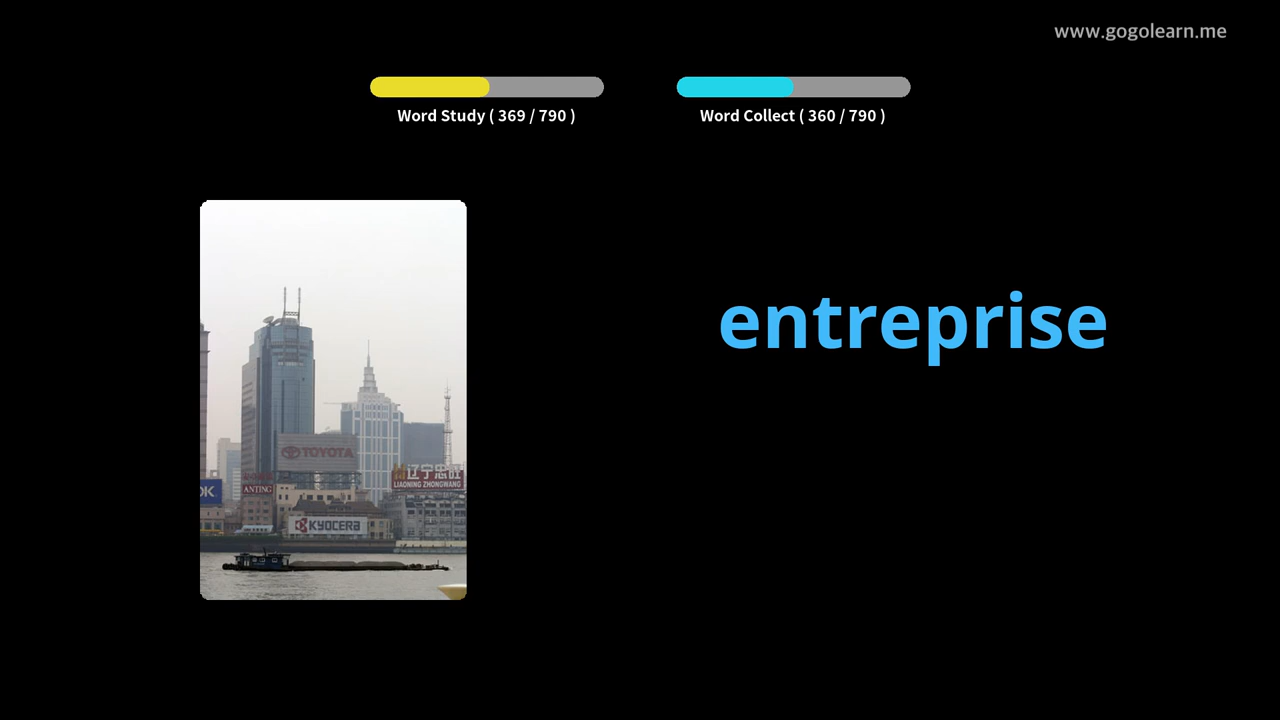 www.gogolearn.me
Word Study ( 369 / 790 )
Word Collect ( 360 / 790 )
entreprise
TOYOTA
辽宁忠旺
LIAONING ZHONGWANG
OK
ANTING
KYOCERA